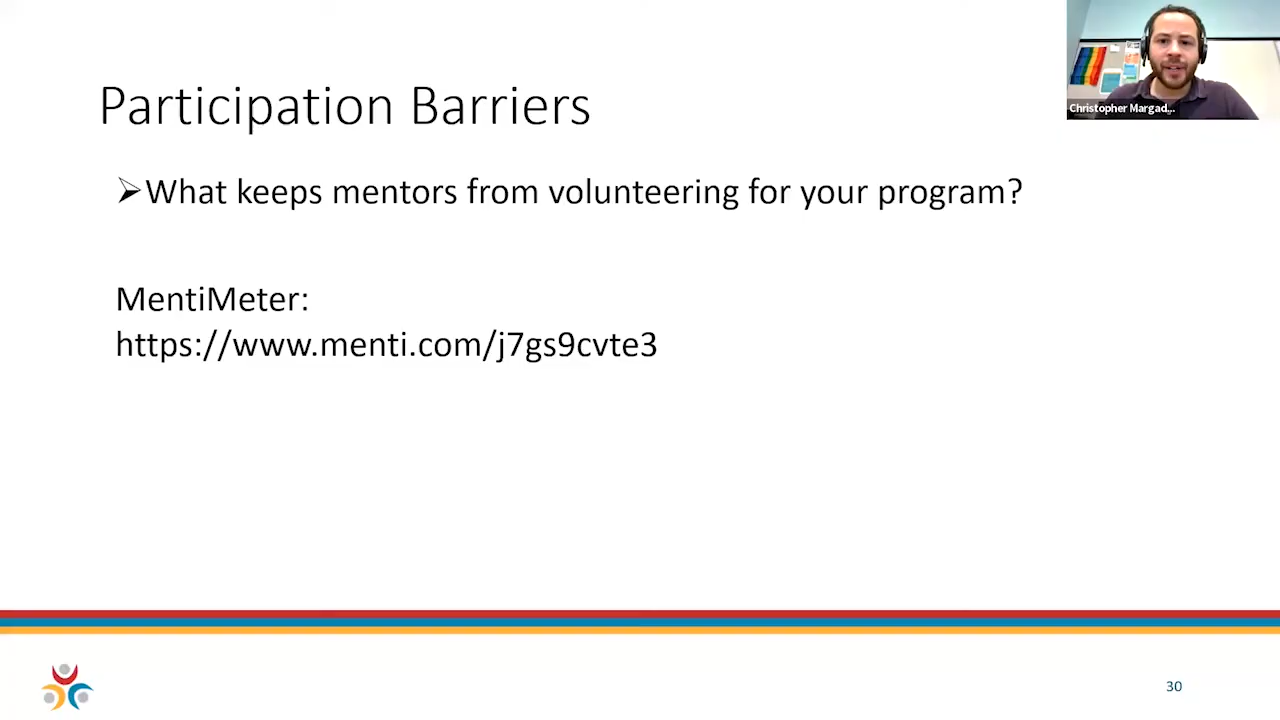 Christopher Margad...
Participation Barriers
➢What keeps mentors from volunteering for your program?
MentiMeter:
https://www.menti.com/j7gs9cvte3
30